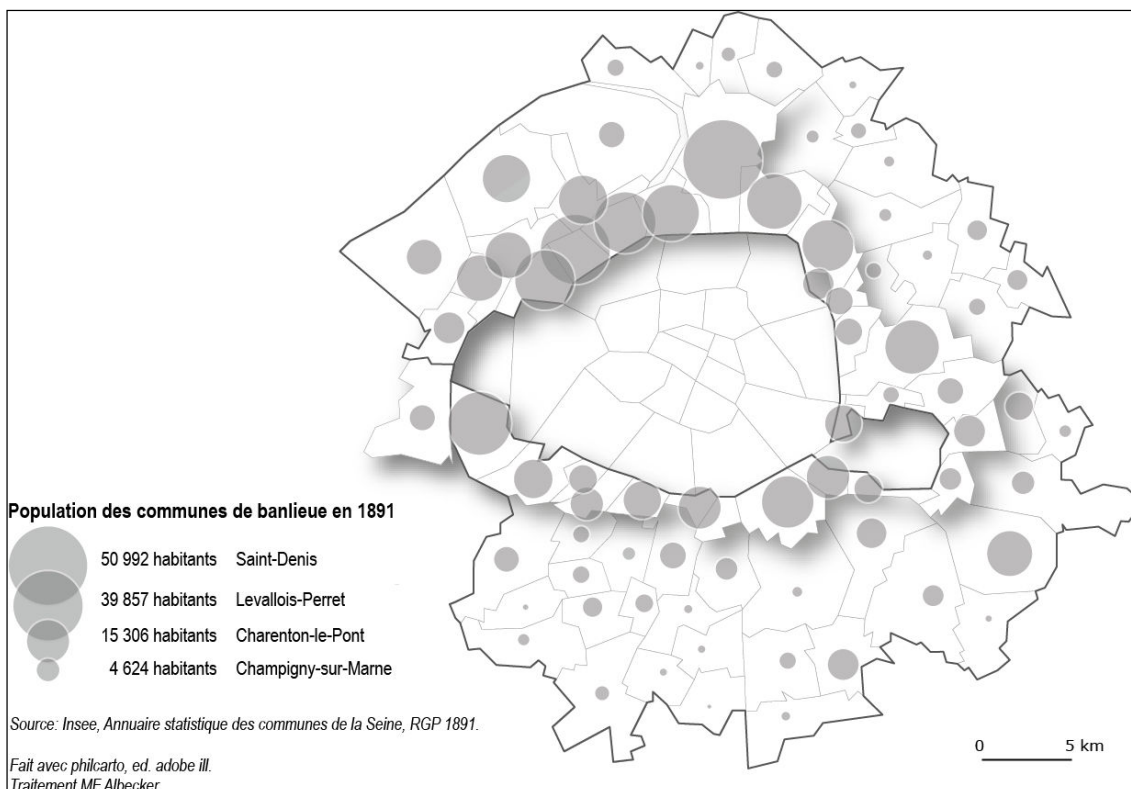 Population des communes de banlieue en 1891
50 992 habitants Saint-Denis
39 857 habitants Levallois-Perret
15 306 habitants Charenton-le-Pont
4 624 habitants Champigny-sur-Marne
Source: Insee, Annuaire statistique des communes de la Seine, RGP 1891.
Fait avec philcarto, ed. adobe ill.
Traitement MF Albecker
0 5 km